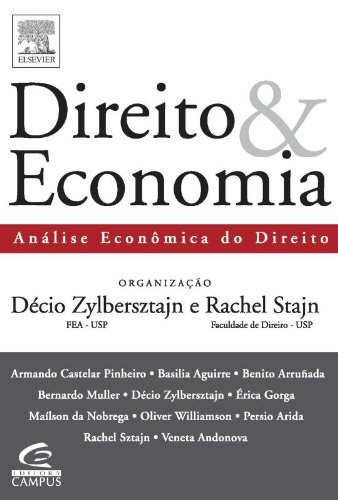 ELSEVIER
Direito &
Economia
Análise Econômica do Direito
ORGANIZAÇÃO
Décio Zylbersztajn e Rachel Stajn
FEA - USP Faculdade de Direiro - USP
Armando Castelar Pinheiro • Basilia Aguirre • Benito Arruñada
Bernardo Muller • Décio Zylbersztajn • Érica Gorga
Maílson da Nobrega • Oliver Williamson • Persio Arida
Rachel Sztajn • Veneta Andonova
EDITORA
CAMPUS